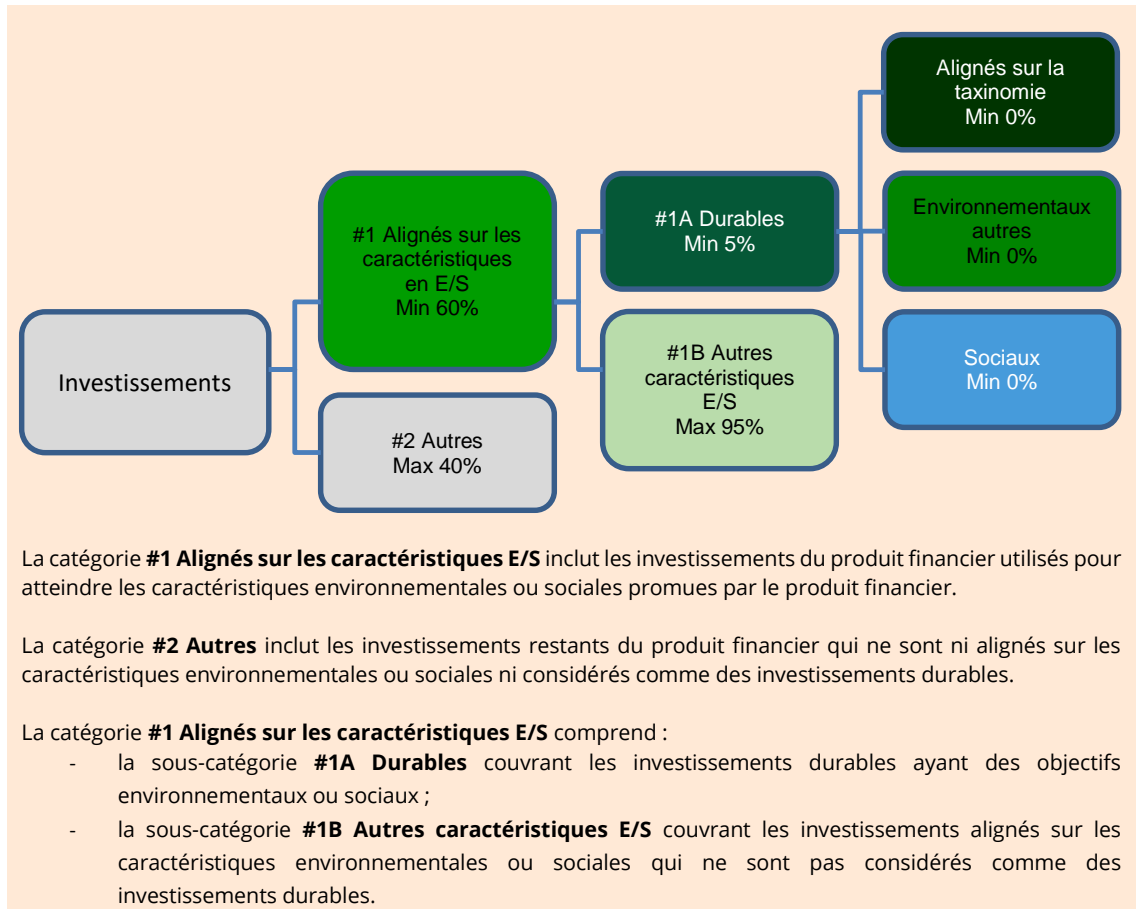 Investissements
#1 Alignés sur les
caractéristiques
en E/S
Min 60%
#2 Autres
Max 40%
#1A Durables
Min 5%
#1B Autres
caractéristiques
E/S
Max 95%
Alignés sur la
taxinomie
Min 0%
Environnementaux
autres
Min 0%
Sociaux
Min 0%
La catégorie #1 Alignés sur les caractéristiques E/S inclut les investissements du produit financier utilisés pour
atteindre les caractéristiques environnementales ou sociales promues par le produit financier.
La catégorie #2 Autres inclut les investissements restants du produit financier qui ne sont ni alignés sur les
caractéristiques environnementales ou sociales ni considérés comme des investissements durables.
La catégorie #1 Alignés sur les caractéristiques E/S comprend :
- la sous-catégorie #1A Durables couvrant les investissements durables ayant des objectifs
environnementaux ou sociaux ;
- la sous-catégorie #1B Autres caractéristiques E/S couvrant les investissements alignés sur les
caractéristiques environnementales ou sociales qui ne sont pas considérés comme des
investissements durables.